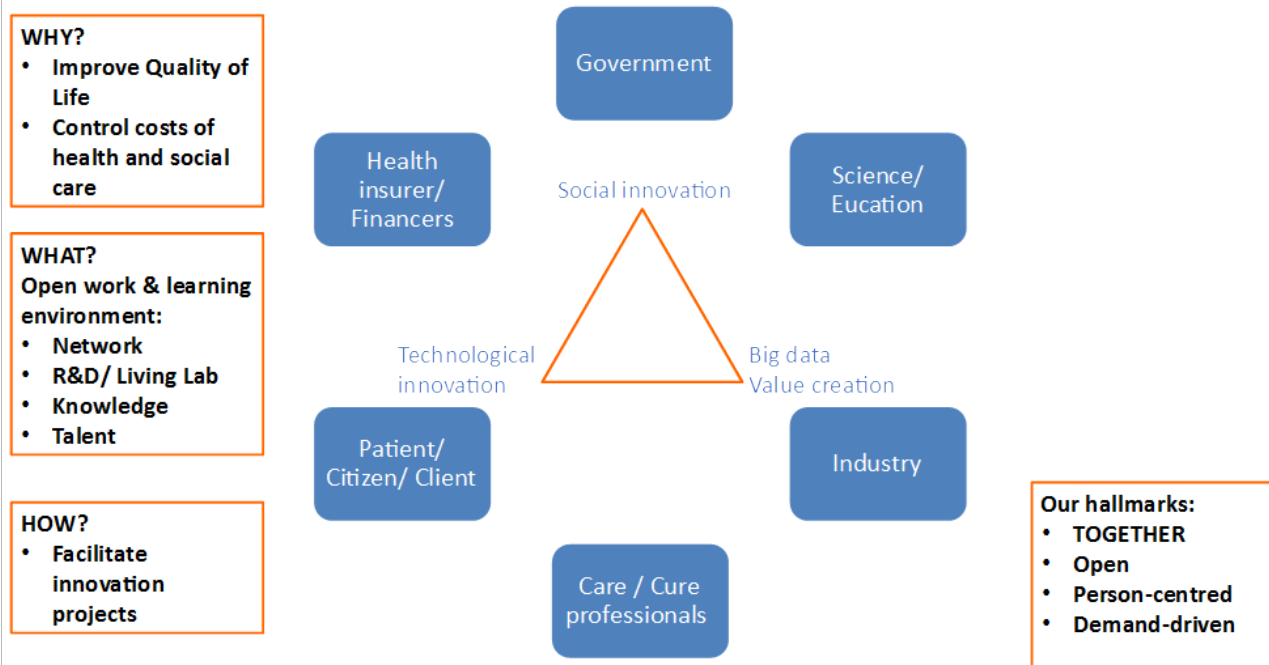 WHY?
• Improve Quality of
Life
• Control costs of
health and social
care
WHAT?
Open work & learning
environment:
• Network
• R&D/ Living Lab
• Knowledge
• Talent
HOW?
• Facilitate
innovation
projects
Government
Health
insurer/
Financers
Science/
Eucation
Social innovation
Technological
innovation
Big data
Value creation
Patient/
Citizen/ Client
Industry
Care / Cure
professionals
Our hallmarks:
• TOGETHER
• Open
• Person-centred
• Demand-driven